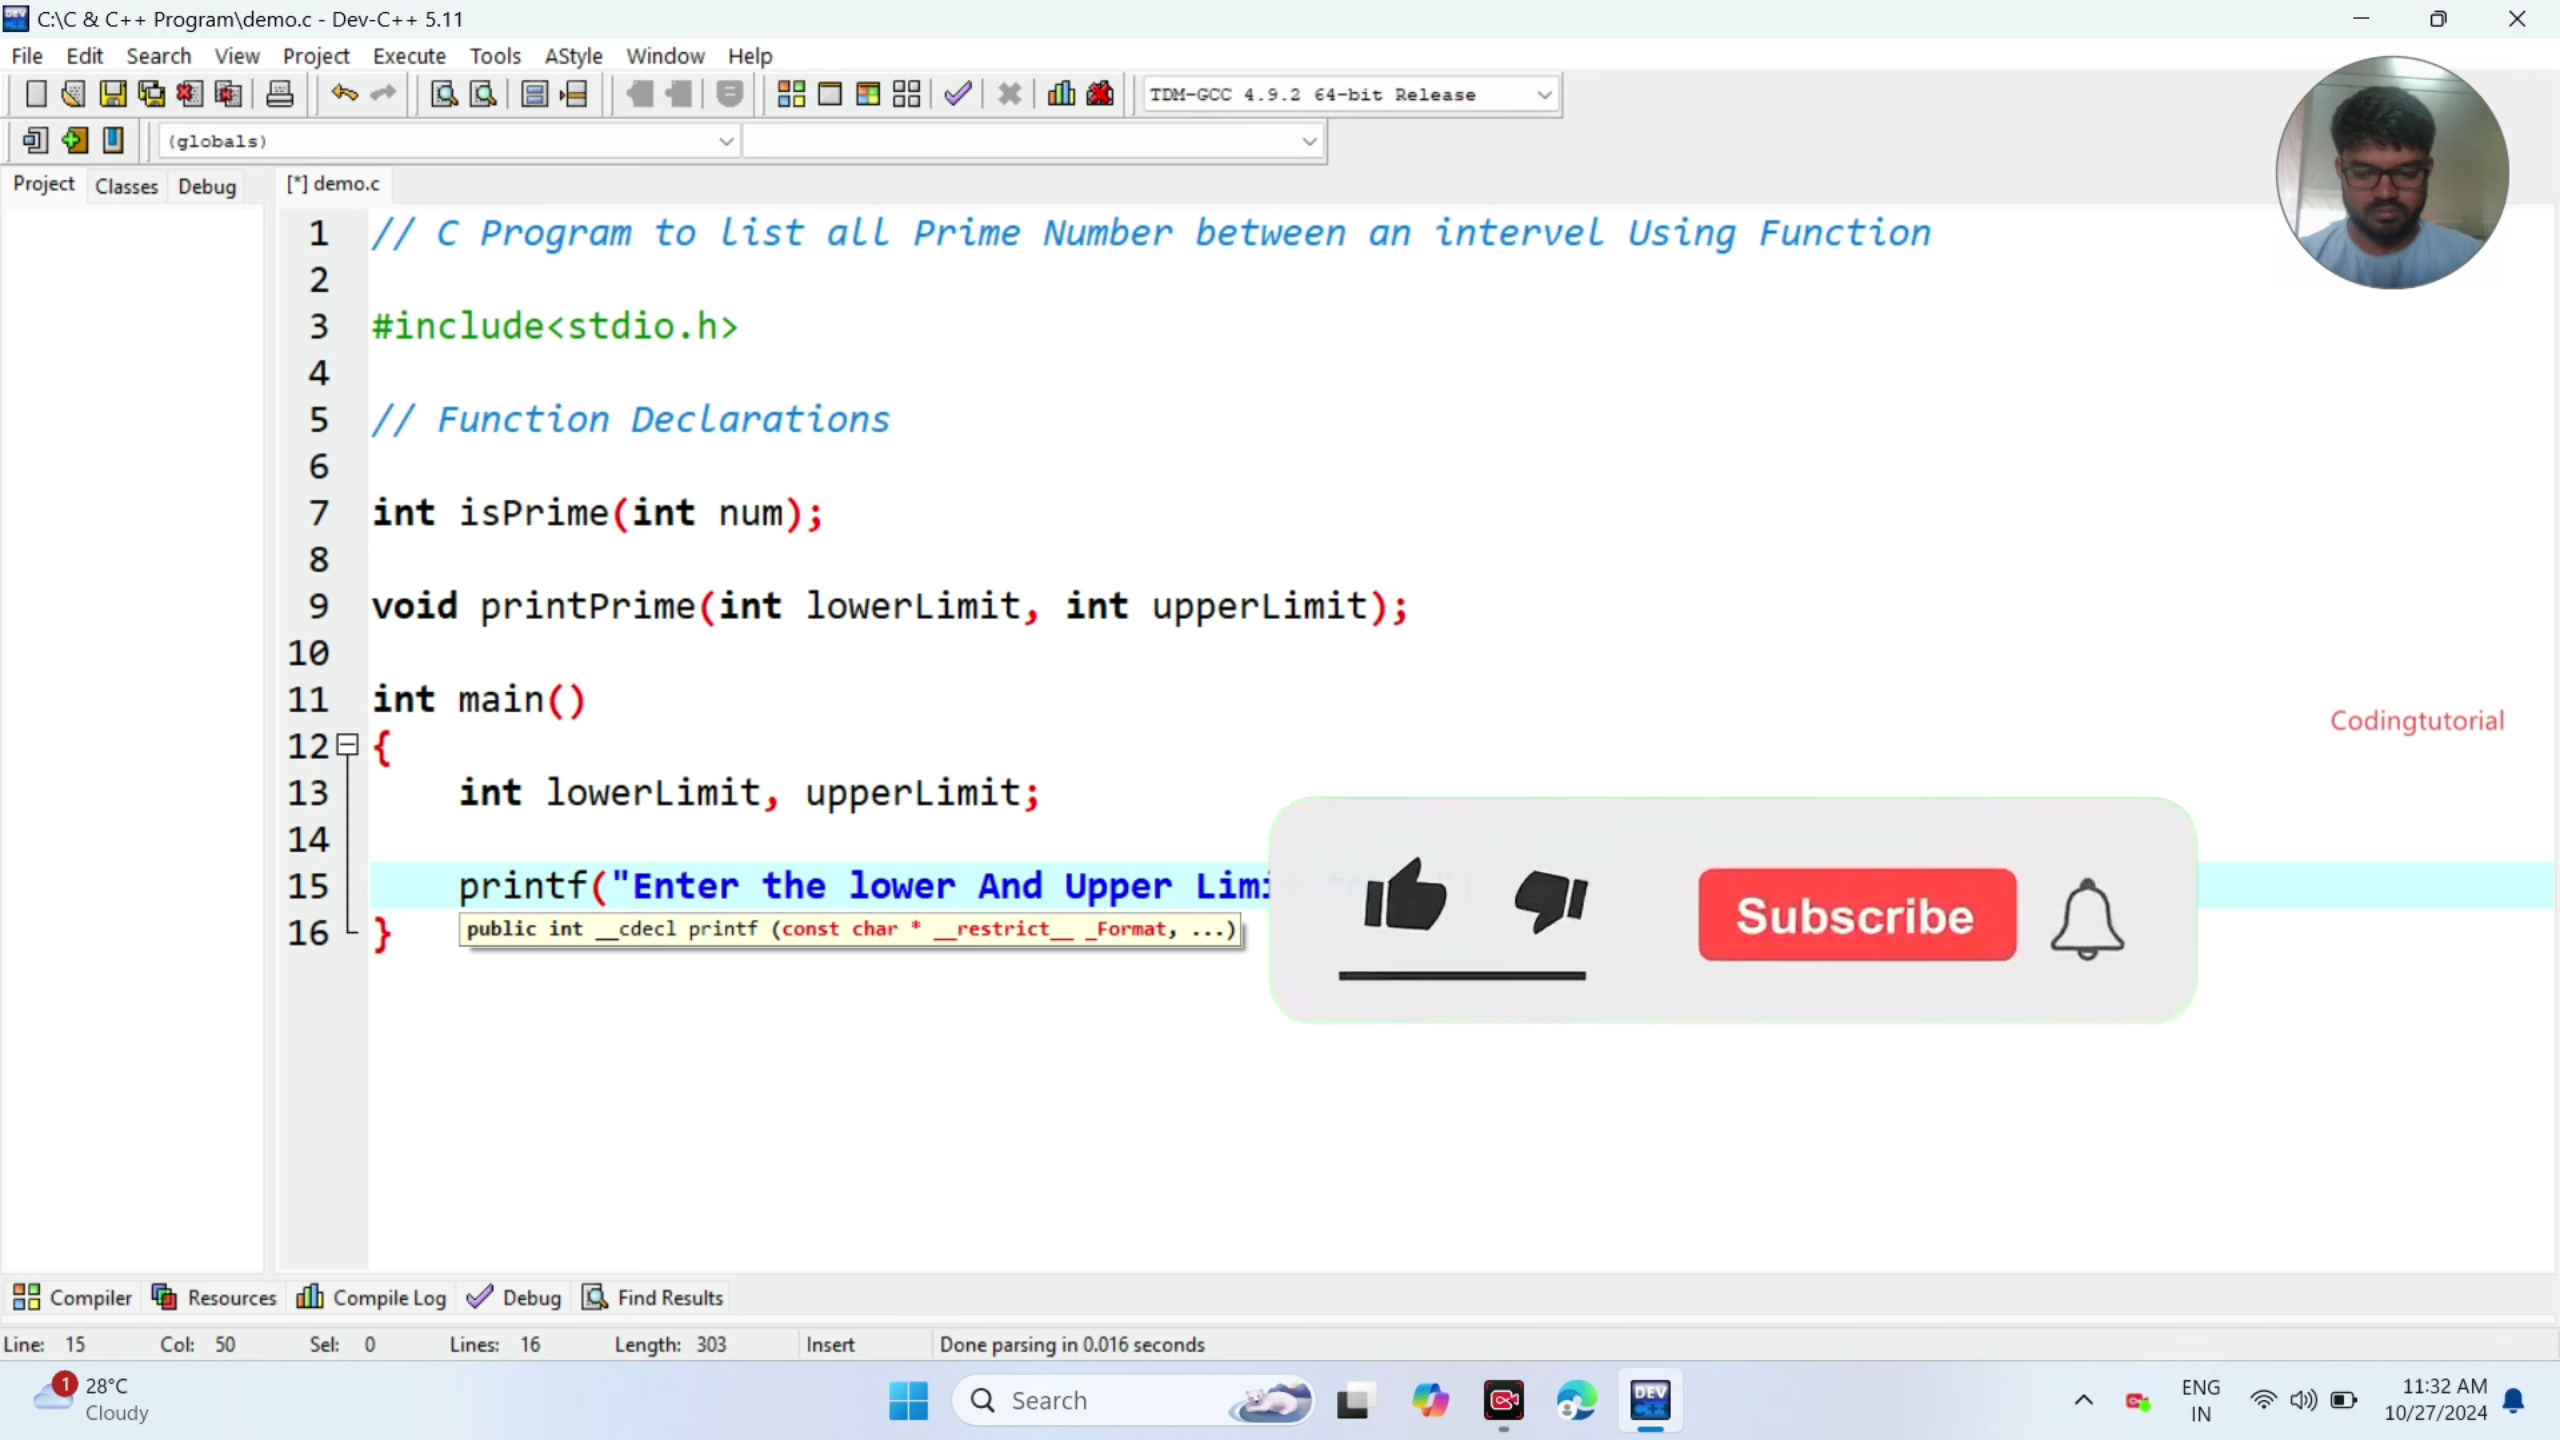 C:\C & C++ Program\demo.c - Dev-C++ 5.11
File Edit Search View Project Execute Tools AStyle Window Help
TDM-GCC 4.9.2 64-bit Release
(globals)
Project Classes Debug [*] demo.c
1 // C Program to list all Prime Number between an intervel Using Function
2
3 #include<stdio.h>
4
5 // Function Declarations
6
7 int isPrime(int num);
8
9 void printPrime(int lowerLimit, int upperLimit);
10
11 int main()
12 {
13 int lowerLimit, upperLimit;
14
15 printf("Enter the lower And Upper Limit
public int __cdecl printf (const char * __restrict__ _Format, ...)
16 }
Codingtutorial
Subscribe
Compiler Resources Compile Log Debug Find Results
Line: 15 Col: 50 Sel: 0 Lines: 16 Length: 303 Insert Done parsing in 0.016 seconds
1 28°C
Cloudy
Search
DEV C++
ENG
IN
11:32 AM
10/27/2024